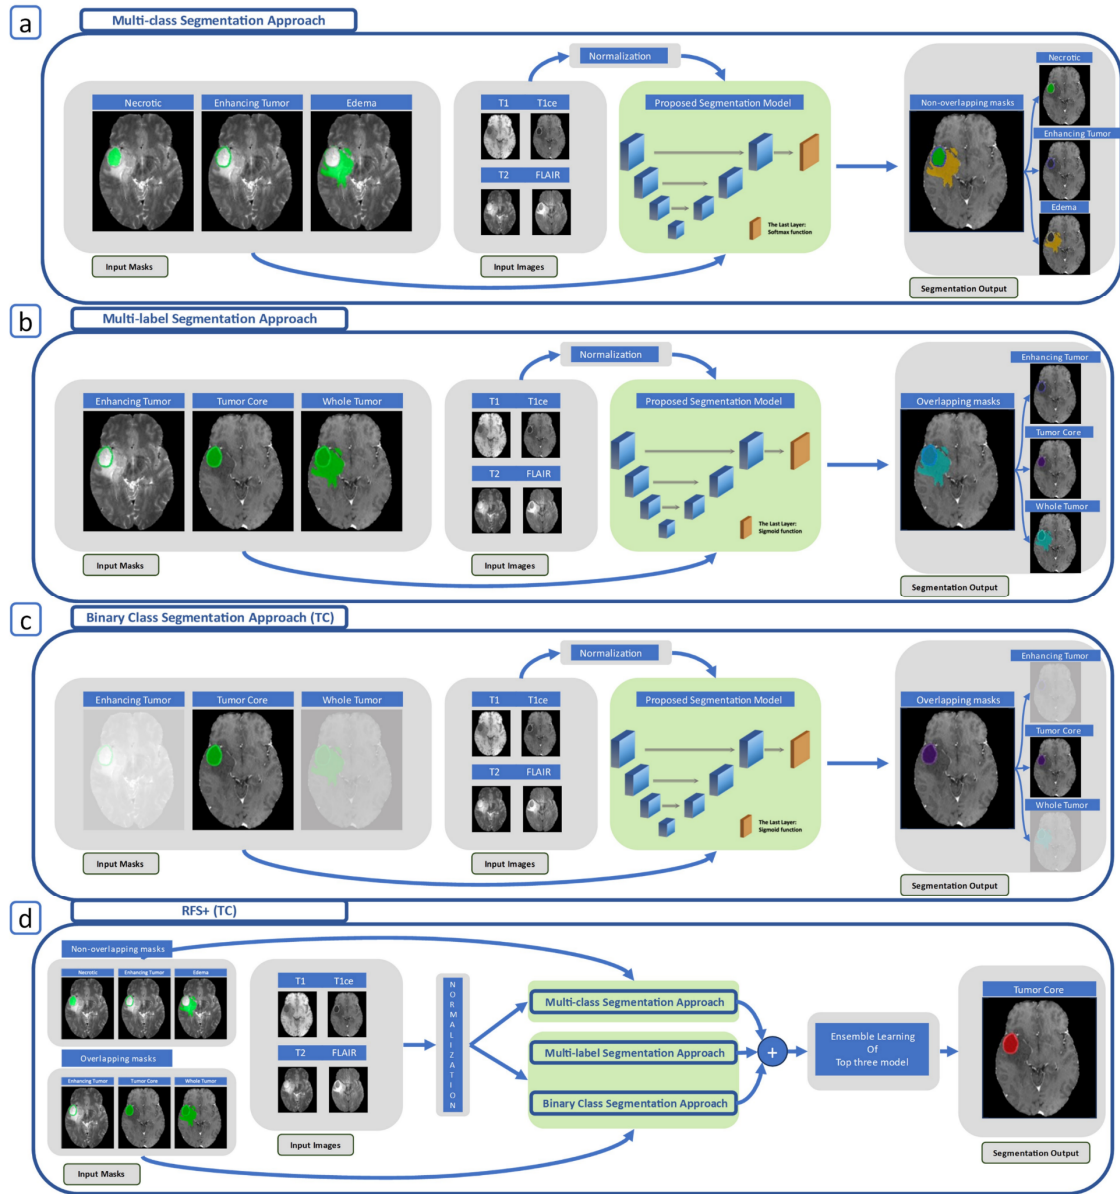 a
Multi-class Segmentation Approach
Normalization
Necrotic
Enhancing Tumor
Edema
T1
T1ce
T2
FLAIR
Proposed Segmentation Model
The Last Layer:
Softmax function
Non-overlapping masks
Necrotic
Enhancing Tumor
Edema
Input Masks
Input Images
Segmentation Output
b
Multi-label Segmentation Approach
Normalization
Enhancing Tumor
Tumor Core
Whole Tumor
T1
T1ce
T2
FLAIR
Proposed Segmentation Model
The Last Layer:
Sigmoid function
Overlapping masks
Enhancing Tumor
Tumor Core
Whole Tumor
Input Masks
Input Images
Segmentation Output
c
Binary Class Segmentation Approach (TC)
Normalization
Enhancing Tumor
Tumor Core
Whole Tumor
T1
T1ce
T2
FLAIR
Proposed Segmentation Model
The Last Layer:
Sigmoid function
Overlapping masks
Enhancing Tumor
Tumor Core
Whole Tumor
Input Masks
Input Images
Segmentation Output
d
RFS+ (TC)
Non-overlapping masks
Necrotic
Enhancing Tumor
Edema
Overlapping masks
Enhancing Tumor
Tumor Core
Whole Tumor
Input Masks
T1
T1ce
T2
FLAIR
Input Images
NORMALIZATION
Multi-class Segmentation Approach
Multi-label Segmentation Approach
Binary Class Segmentation Approach
+
Ensemble Learning
Of
Top three model
Tumor Core
Segmentation Output